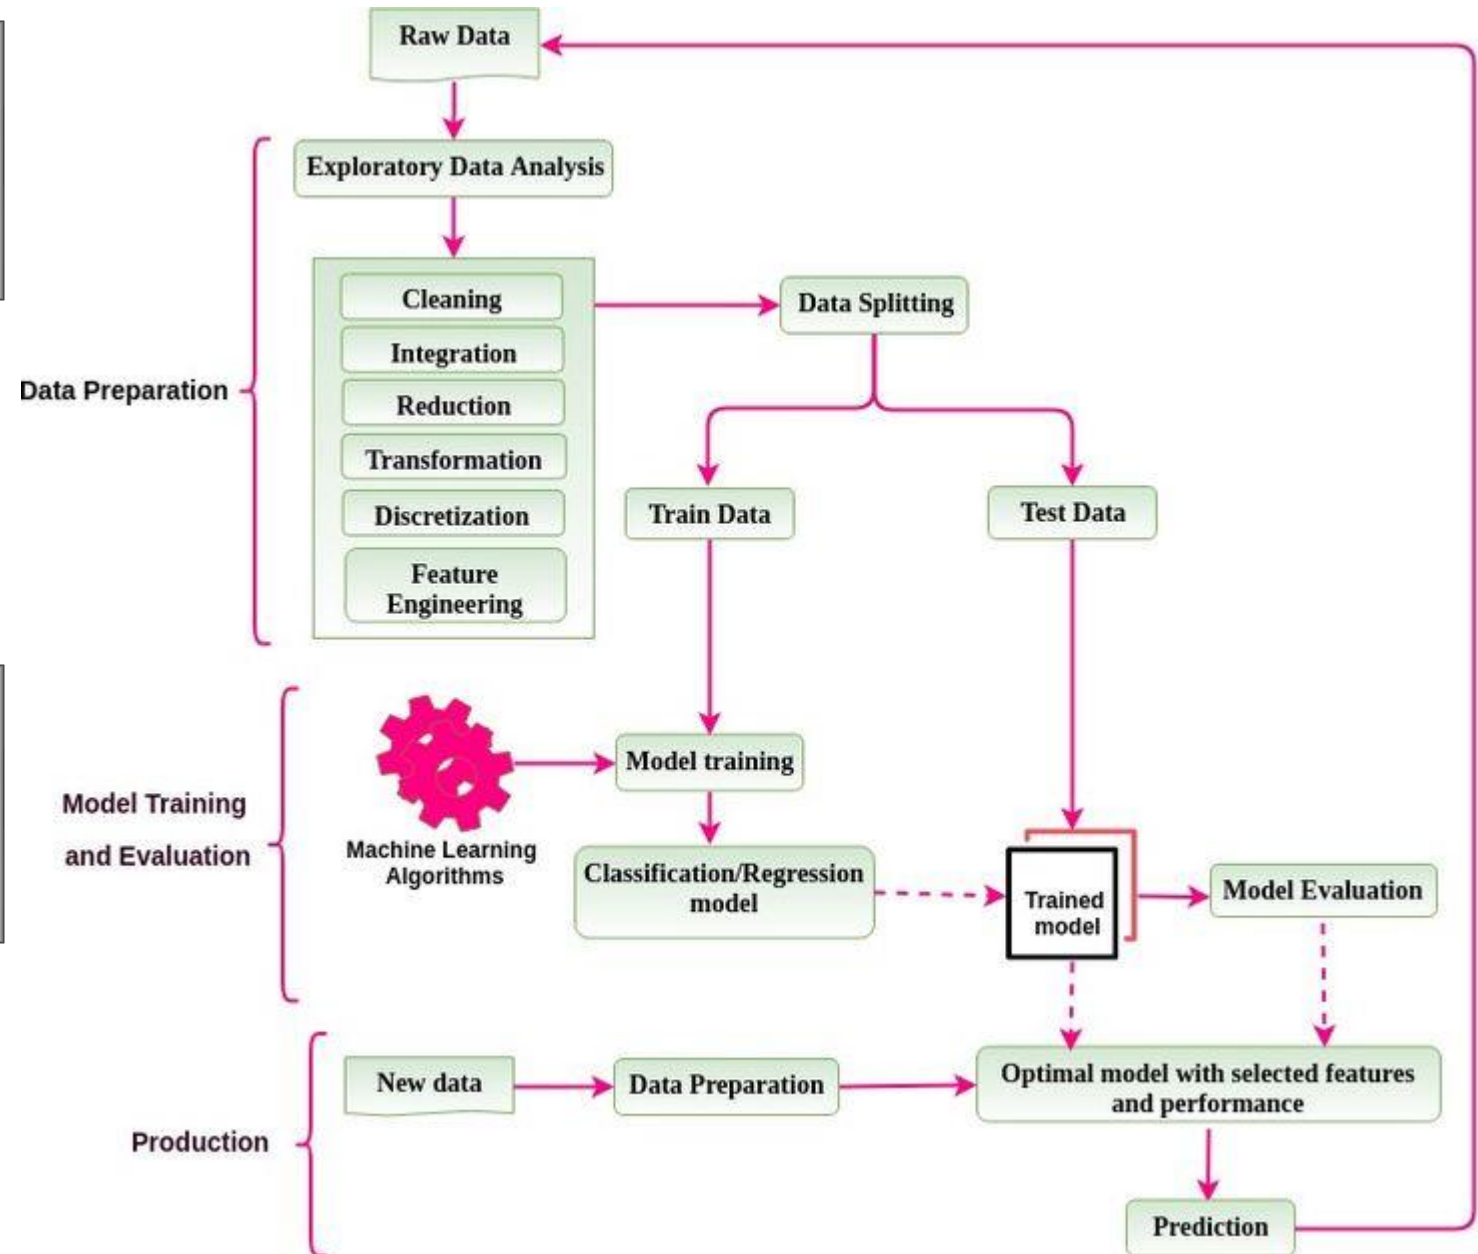 Raw Data
Exploratory Data Analysis
Cleaning
Integration
Reduction
Transformation
Discretization
Feature
Engineering
Data Preparation
Data Splitting
Train Data
Test Data
Model Training
and Evaluation
Machine Learning
Algorithms
Model training
Classification/Regression
model
Trained
model
Model Evaluation
Production
New data
Data Preparation
Optimal model with selected features
and performance
Prediction